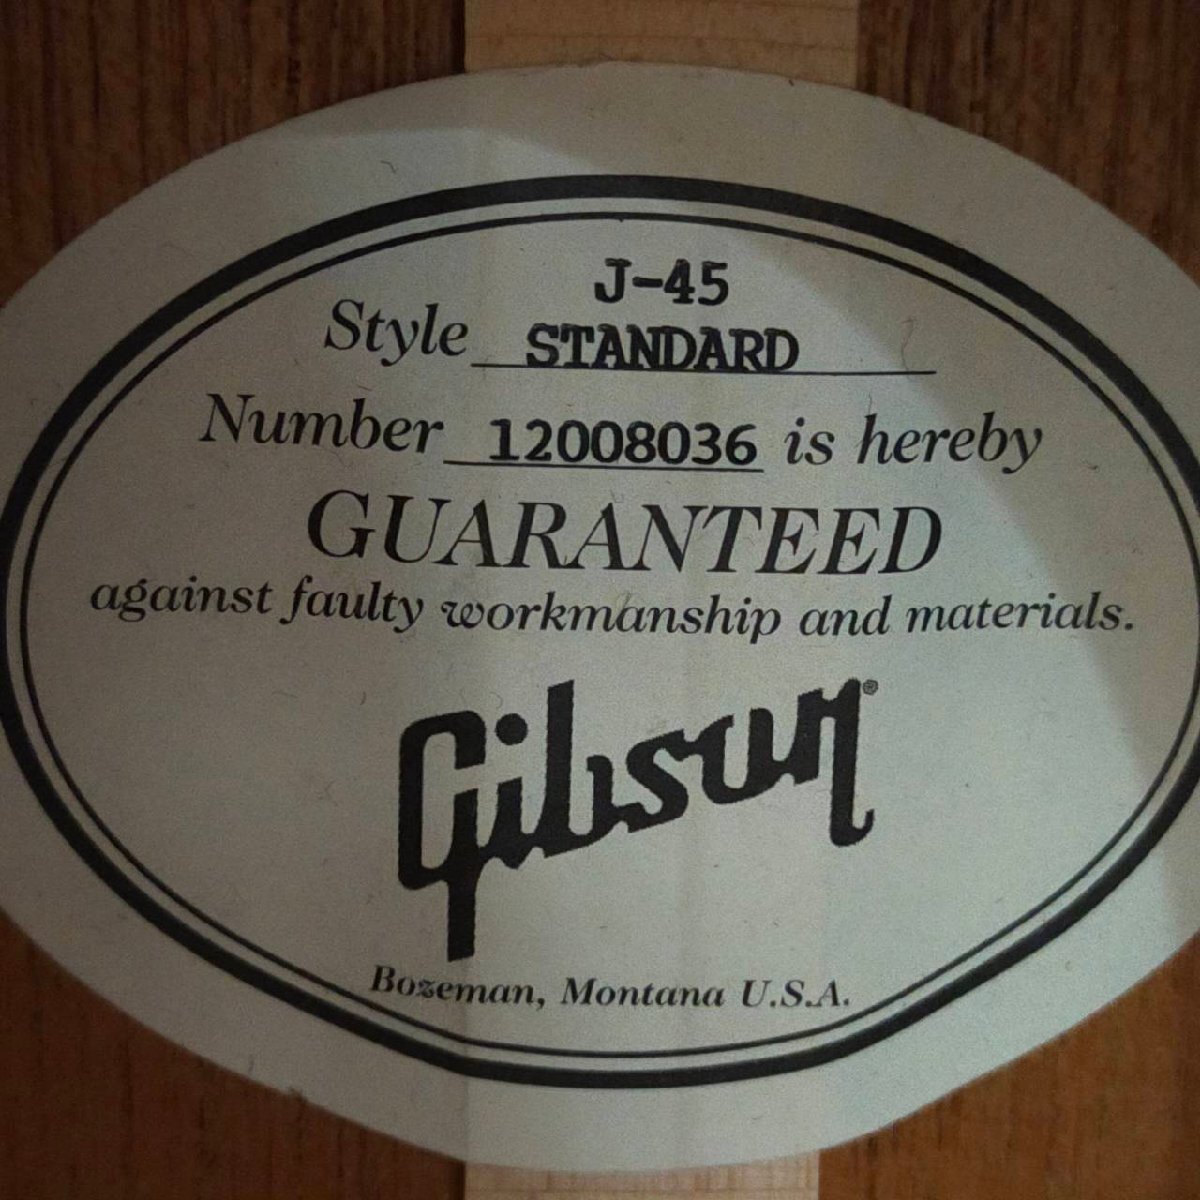 J-45
Style STANDARD
Number 12008036 is hereby
GUARANTEED
against faulty workmanship and materials.
Gibson®
Bozeman, Montana U.S.A.